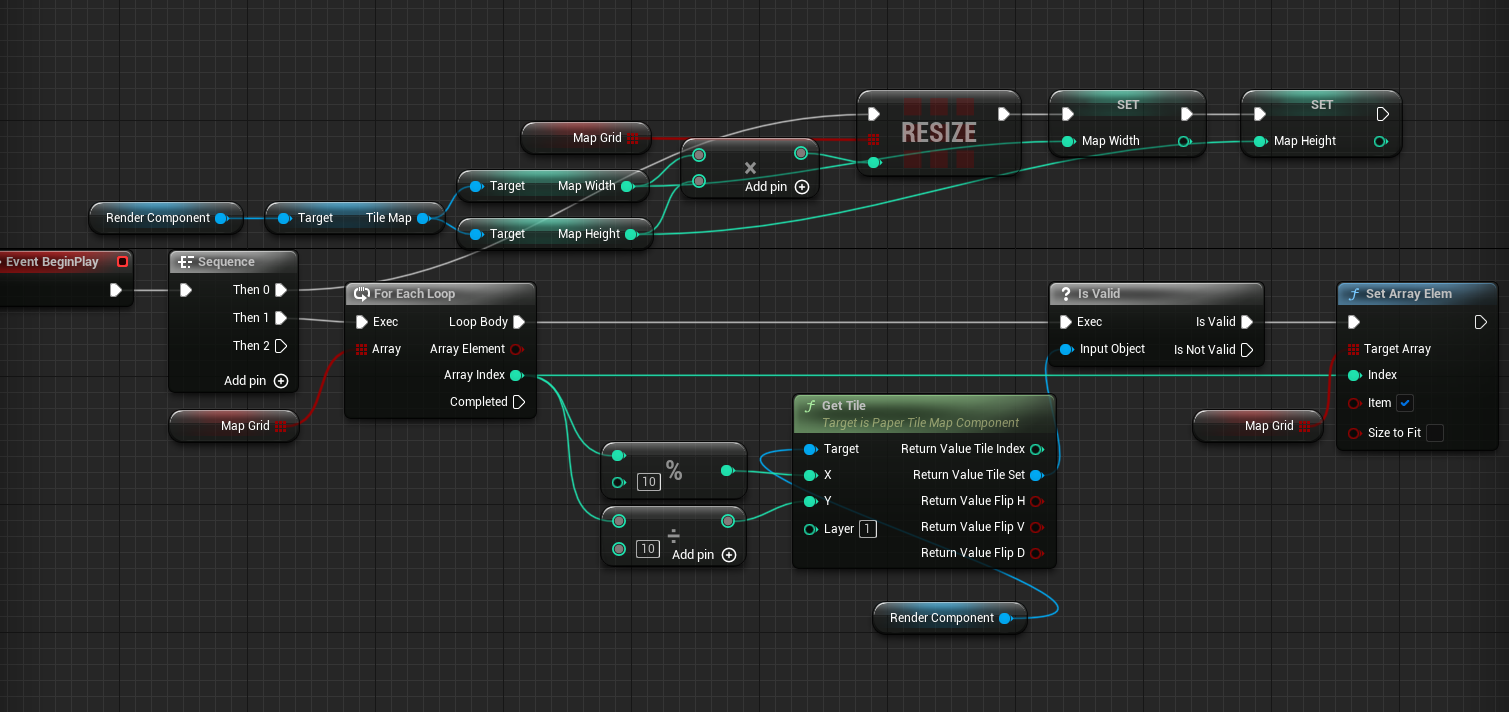 RESIZE
SET
SET
Map Grid
Map Width
Map Height
×
Add pin
Target Map Width
Render Component
Target Tile Map
Target Map Height
Event BeginPlay
Sequence
Then 0
Then 1
Then 2
Add pin
Map Grid
For Each Loop
Exec Loop Body
Array Array Element
Array Index
Completed
? Is Valid
Exec Is Valid
Input Object Is Not Valid
f Set Array Elem
Target Array
Index
Item
Size to Fit
Map Grid
%
10
÷
10 Add pin
f Get Tile
Target is Paper Tile Map Component
Target Return Value Tile Index
X Return Value Tile Set
Y Return Value Flip H
Return Value Flip V
Layer 1
Return Value Flip D
Render Component